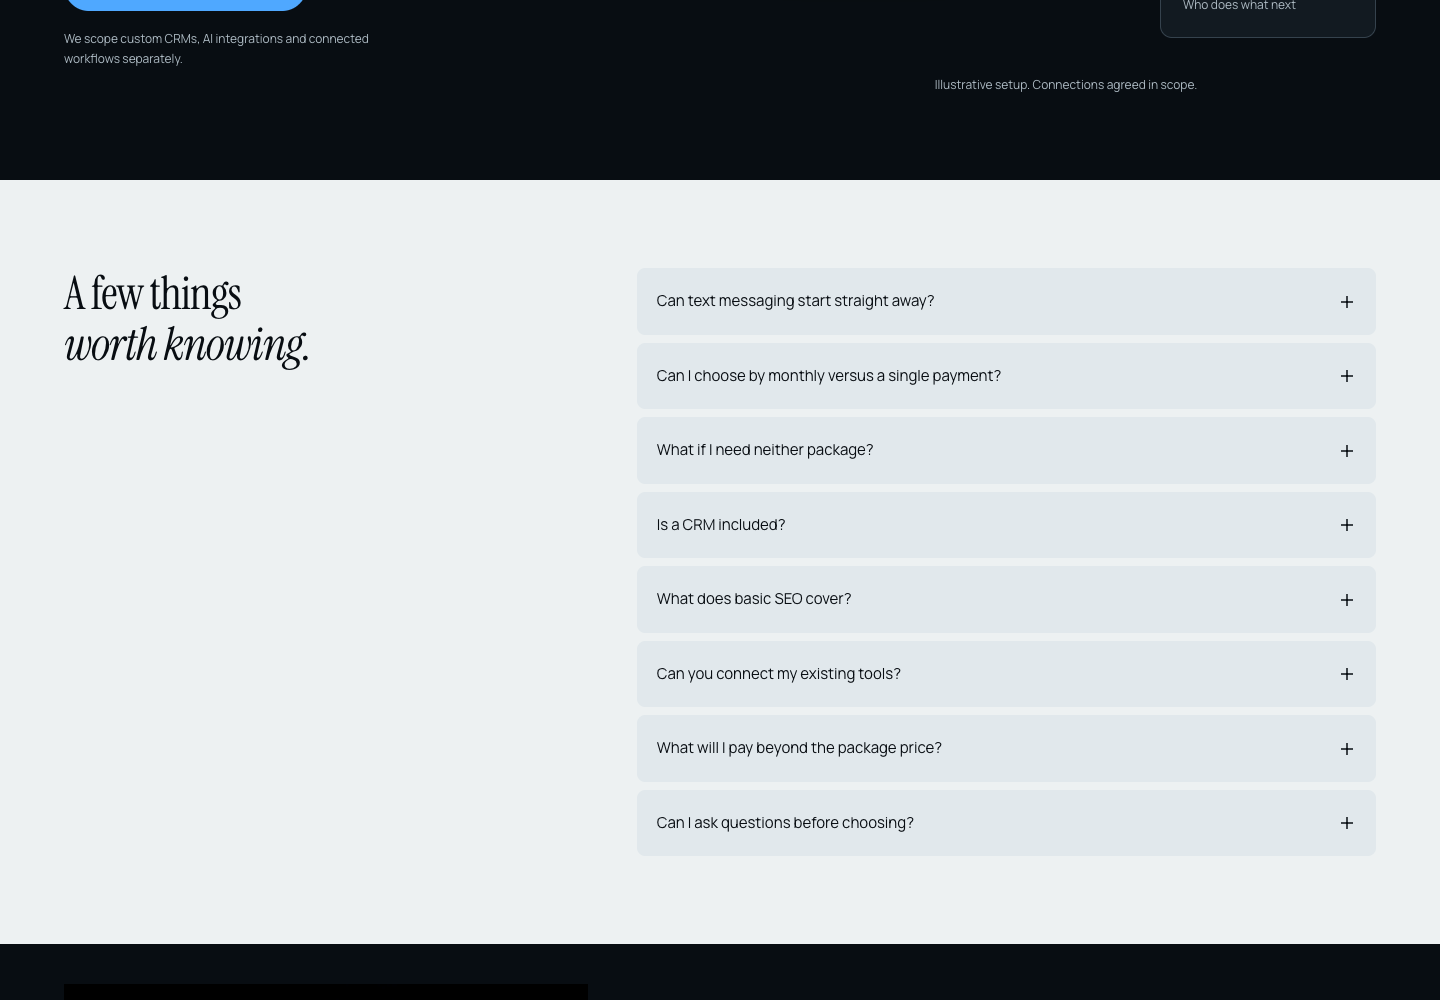 We scope custom CRMs, AI integrations and connected
workflows separately.
Who does what next
Illustrative setup. Connections agreed in scope.
A few things
worth knowing.
Can text messaging start straight away?
Can I choose by monthly versus a single payment?
What if I need neither package?
Is a CRM included?
What does basic SEO cover?
Can you connect my existing tools?
What will I pay beyond the package price?
Can I ask questions before choosing?